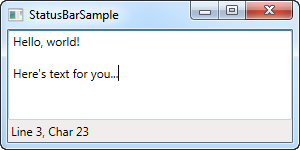 StatusBarSample
Hello, world!
Here's text for you...
Line 3, Char 23